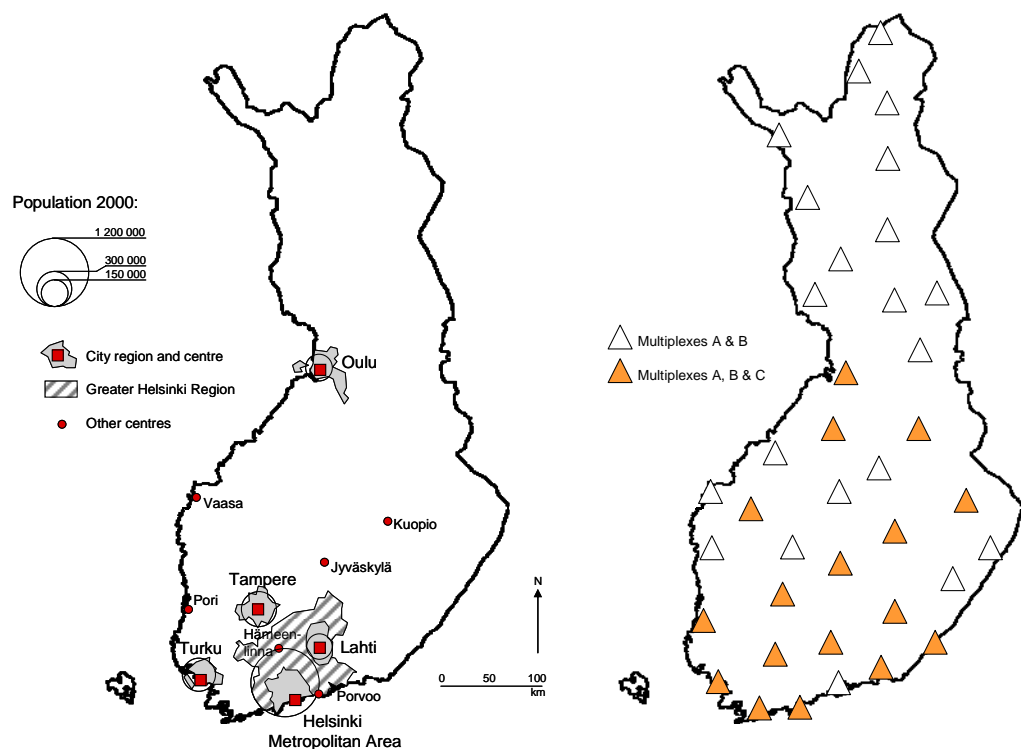 Population 2000:
1 200 000
300 000
150 000
City region and centre
Greater Helsinki Region
Other centres
Oulu
Vaasa
Kuopio
Jyväskylä
Tampere
Pori
Hämeen-
linna
Lahti
Turku
Porvoo
Helsinki
Metropolitan Area
N
0 50 100
km
Multiplexes A & B
Multiplexes A, B & C